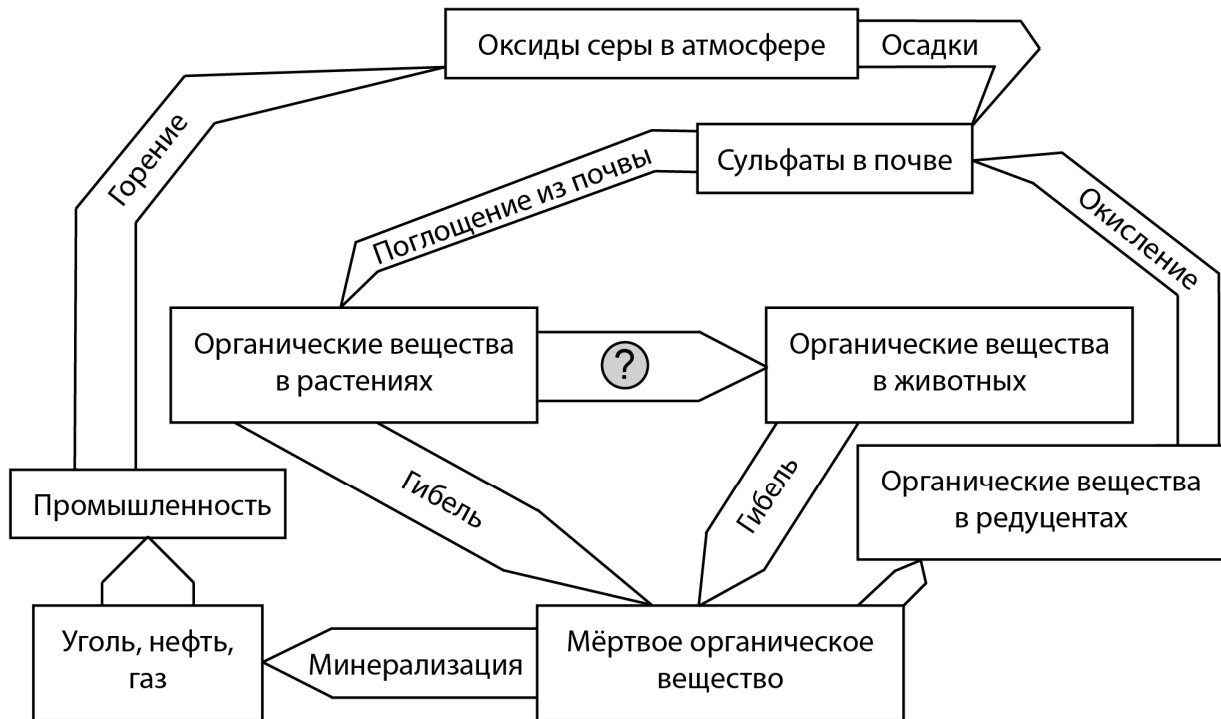 Оксиды серы в атмосфере
Осадки
Горение
Поглощение из почвы
Сульфаты в почве
Окисление
Органические вещества
в растениях
?
Органические вещества
в животных
Гибель
Гибель
Промышленность
Органические вещества
в редуцентах
Уголь, нефть,
газ
Минерализация
Мёртвое органическое
вещество